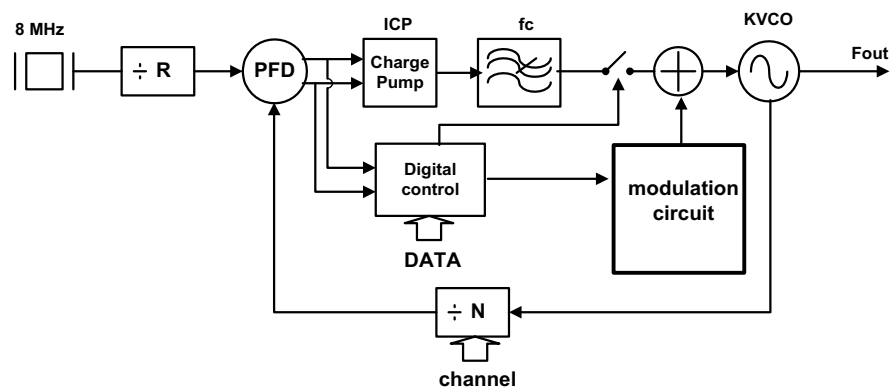 8 MHz
ICP
fc
KVCO
÷ R
PFD
Charge
Pump
Fout
Digital
control
modulation
circuit
DATA
÷ N
channel